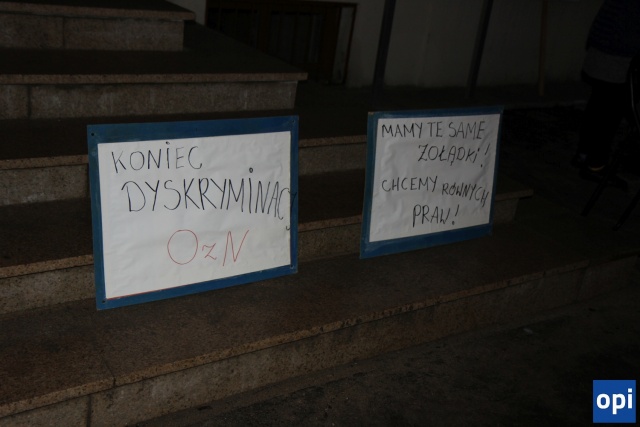 KONIEC
DYSKRYMINACJI
OzN
MAMY TE SAME
ŻOŁĄDKI!
CHCEMY RÓWNYCH
PRAW!
opi